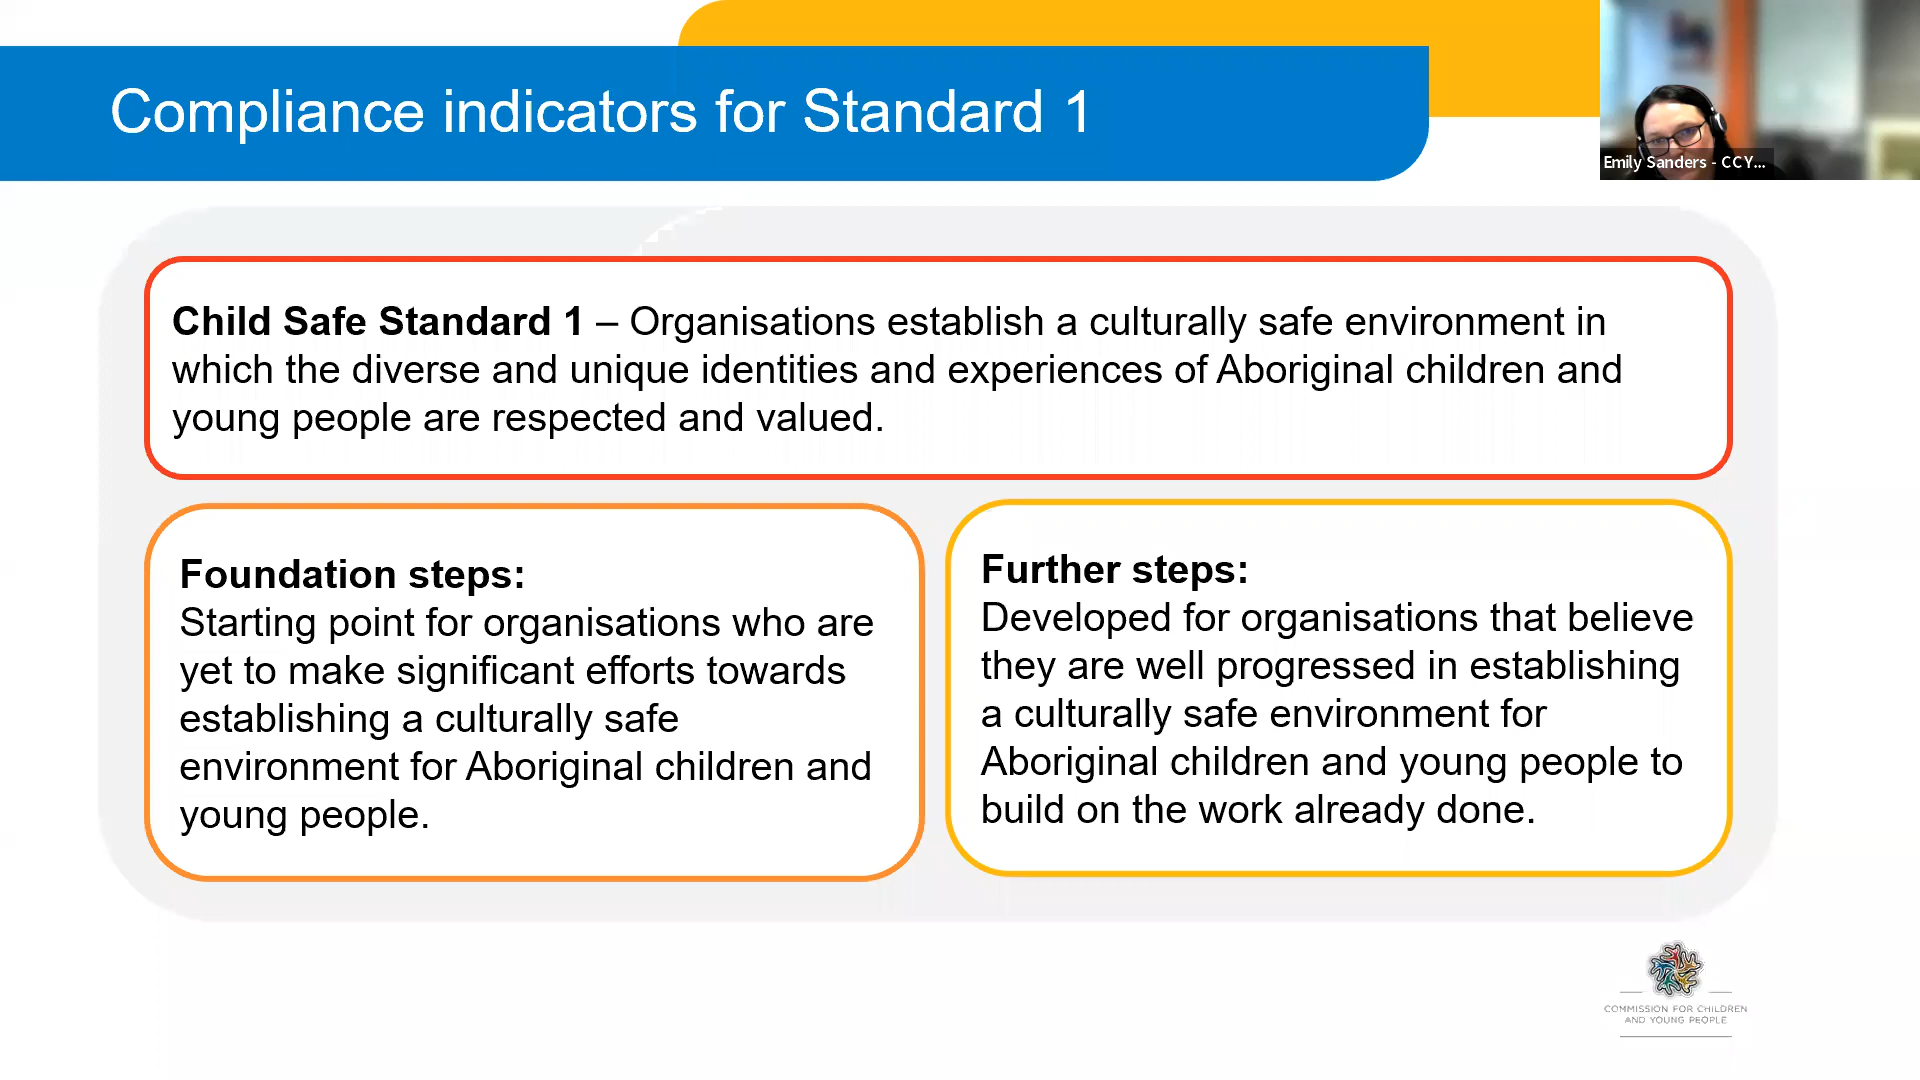 Compliance indicators for Standard 1
Emily Sanders - CCY...
Child Safe Standard 1 – Organisations establish a culturally safe environment in
which the diverse and unique identities and experiences of Aboriginal children and
young people are respected and valued.
Foundation steps:
Starting point for organisations who are
yet to make significant efforts towards
establishing a culturally safe
environment for Aboriginal children and
young people.
Further steps:
Developed for organisations that believe
they are well progressed in establishing
a culturally safe environment for
Aboriginal children and young people to
build on the work already done.
COMMISSION FOR CHILDREN
AND YOUNG PEOPLE